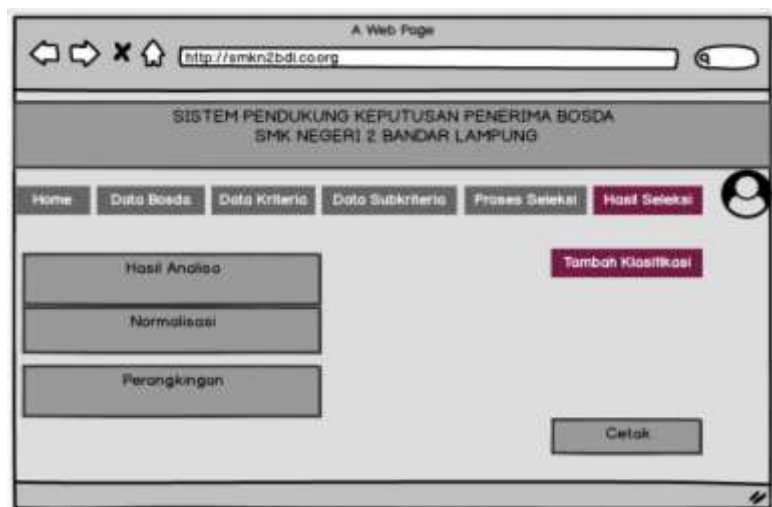 A Web Page
http://smkn2bdl.co.org
SISTEM PENDUKUNG KEPUTUSAN PENERIMA BOSDA
SMK NEGERI 2 BANDAR LAMPUNG
Home Data Bosda Data Kriteria Data Subkriteria Proses Seleksi Hasil Seleksi
Hasil Analisa
Tambah Klasifikasi
Normalisasi
Perangkingan
Cetak